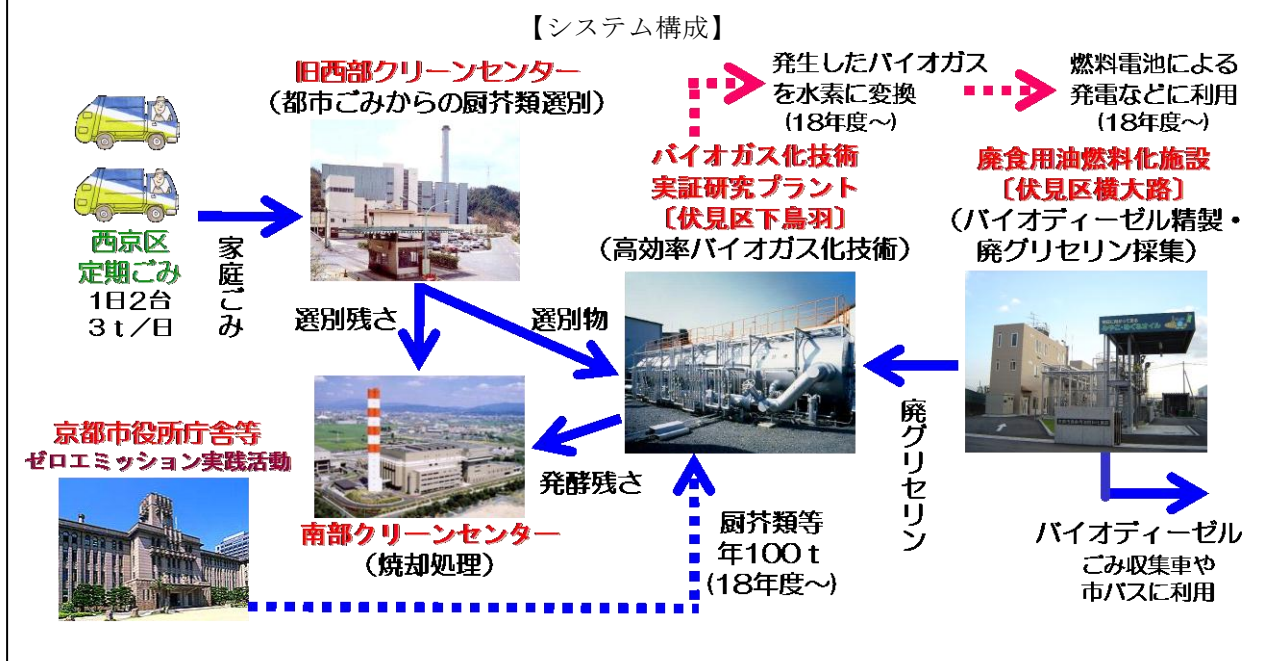 【システム構成】
旧西部クリーンセンター
（都市ごみからの厨芥類選別）
発生したバイオガス
を水素に変換
（18年度～）
燃料電池による
発電などに利用
（18年度～）
西京区
定期ごみ
1日2台
3ｔ／日
家庭ごみ
バイオガス化技術
実証研究プラント
〔伏見区下鳥羽〕
（高効率バイオガス化技術）
廃食用油燃料化施設
〔伏見区横大路〕
（バイオディーゼル精製・
廃グリセリン採集）
選別残さ
選別物
京都市役所庁舎等
ゼロエミッション実践活動
南部クリーンセンター
（焼却処理）
発酵残さ
厨芥類等
年100ｔ
（18年度～）
廃グリセリン
バイオディーゼル
ごみ収集車や
市バスに利用